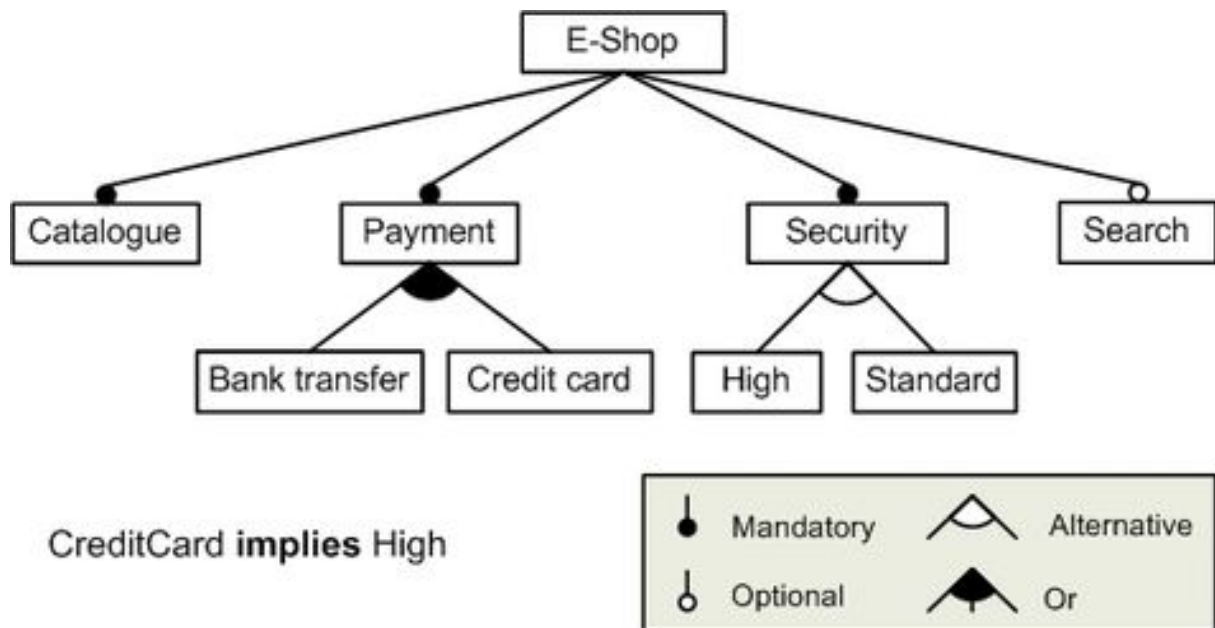 E-Shop
Catalogue
Payment
Security
Search
Bank transfer
Credit card
High
Standard
CreditCard implies High
Mandatory
Alternative
Optional
Or